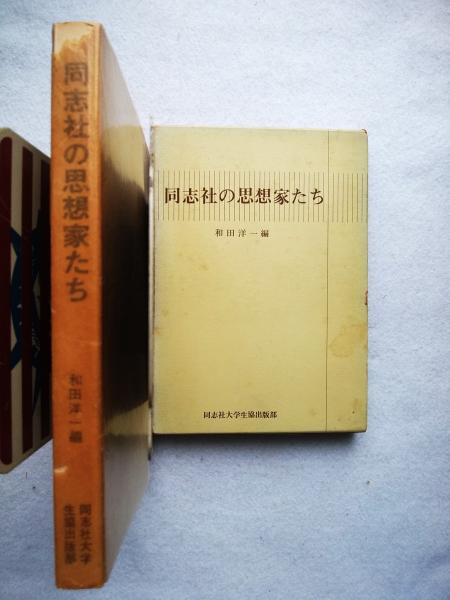 同志社の思想家たち
和田洋一編
同志社大学
生協出版部
同志社の思想家たち
和田洋一編
同志社大学生協出版部